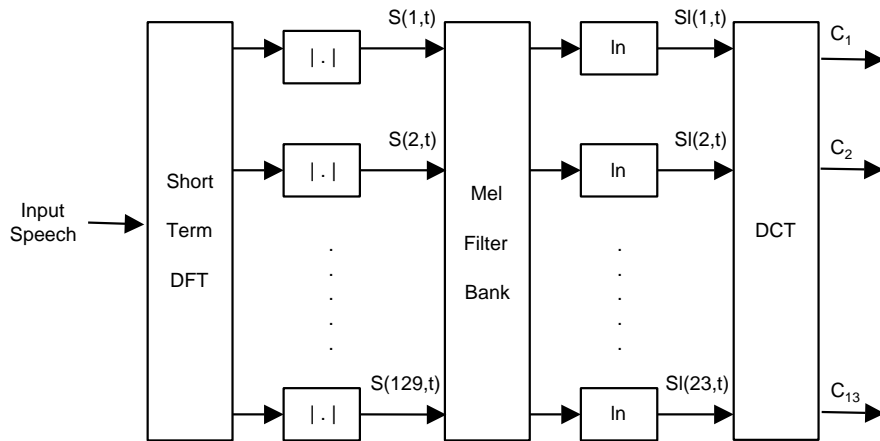 Input
Speech
Short
Term
DFT
| . |
| . |
| . |
S(1,t)
S(2,t)
S(129,t)
Mel
Filter
Bank
ln
ln
ln
Sl(1,t)
Sl(2,t)
Sl(23,t)
DCT
C1
C2
C13